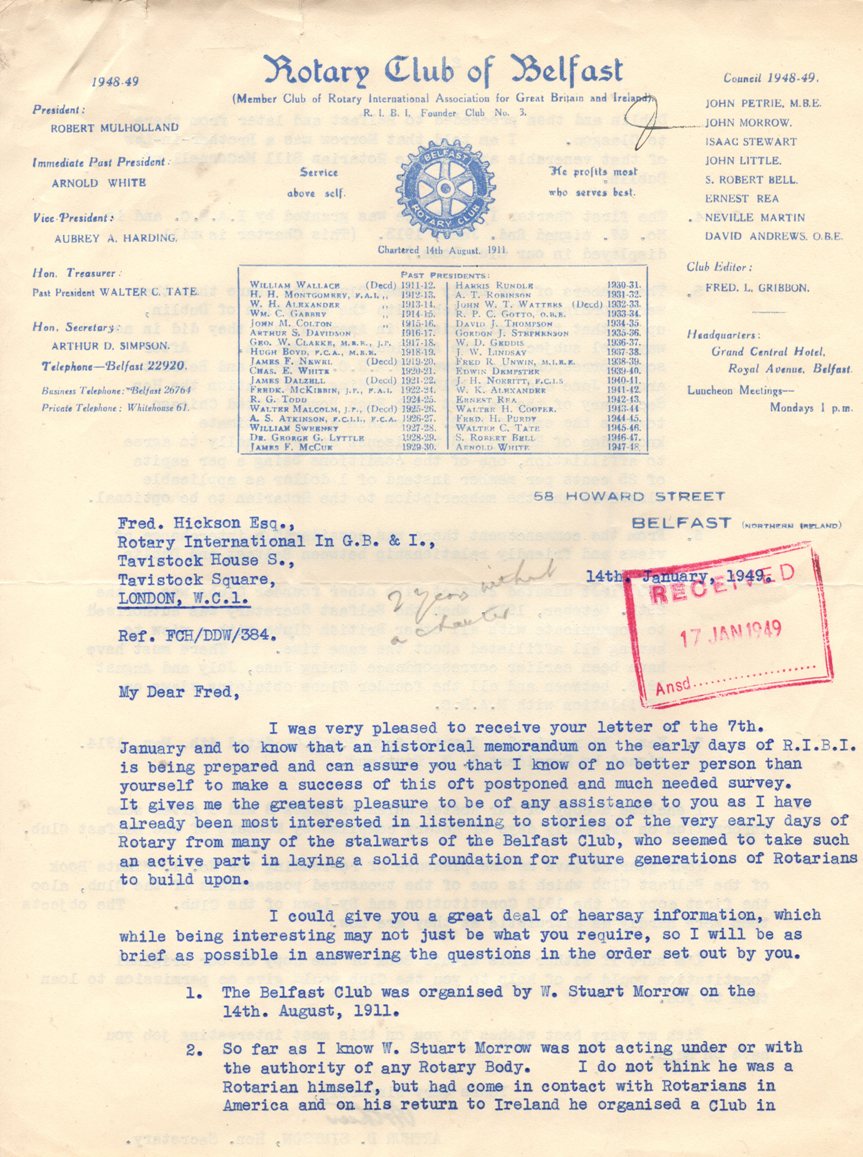 1948-49
President:
ROBERT MULHOLLAND
Immediate Past President:
ARNOLD WHITE
Vice-President:
AUBREY A. HARDING.
Hon. Treasurer:
Past President WALTER C. TATE.
Hon. Secretary:
ARTHUR D. SIMPSON.
Telephone—Belfast 22920.
Business Telephone: Belfast 26764
Private Telephone: Whitehouse 61.
Rotary Club of Belfast
(Member Club of Rotary International Association for Great Britain and Ireland).
R. I. B. I. Founder Club No. 3.
Service
above self.
BELFAST
ROTARY CLUB
He profits most
who serves best.
Chartered 14th August, 1911.
Council 1948-49.
JOHN PETRIE, M.B.E.
JOHN MORROW.
ISAAC STEWART
JOHN LITTLE.
S. ROBERT BELL.
ERNEST REA
NEVILLE MARTIN
DAVID ANDREWS. O.B.E.
Club Editor:
FRED. L. GRIBBON.
Headquarters:
Grand Central Hotel,
Royal Avenue, Belfast.
Luncheon Meetings—
Mondays 1 p.m.
PAST PRESIDENTS:
WILLIAM WALLACE (Decd) 1911-12.
H. H. MONTGOMERY, F.A.I., 1912-13.
W. H. ALEXANDER 1913-14.
WM. C. GABBEY 1914-15.
JOHN M. COLTON 1915-16.
ARTHUR S. DAVIDSON 1916-17.
GEO. W. CLARKE, M.B.E., J.P. 1917-18.
HUGH BOYD, F.C.A., M.B.E. 1918-19.
JAMES F. NEWEL (Decd) 1919-20.
CHAS. E. WHITE 1920-21.
JAMES DALZELL (Decd) 1921-22.
FREDK. MCKIBBIN, J.P., F.A.I. 1922-24.
R. G. TODD 1924-25.
WALTER MALCOLM, J.P., (Decd) 1925-26.
A. S. ATKINSON, F.C.I.I., F.C.A. 1926-27.
WILLIAM SWEENEY 1927-28.
DR. GEORGE G. LYTTLE 1928-29.
JAMES F. MCCUE 1929-30.
HARRIS RUNDLE 1930-31.
A. T. ROBINSON 1931-32.
JOHN W. T. WATTERS (Decd) 1932-33.
R. P. C. GOTTO, O.B.E. 1933-34.
DAVID J. THOMPSON 1934-35.
GORDON J. STEPHENSON 1935-36.
W. D. GEDDIS 1936-37.
J. W. LINDSAY 1937-38.
FRED R. UNWIN, M.I.E.E. 1938-39.
EDWIN DEMPSTER 1939-40.
J. H. NORRITT, F.C.I.S 1940-41.
W. K. ALEXANDER 1941-42.
ERNEST REA 1942-43.
WALTER H. COOPER. 1943-44
FRED. H. PURDY 1944-45.
WALTER C. TATE 1945-46.
S. ROBERT BELL 1946-47.
ARNOLD WHITE 1947-48.
58 HOWARD STREET
BELFAST (NORTHERN IRELAND)
Fred. Hickson Esq.,
Rotary International In G.B. & I.,
Tavistock House S.,
Tavistock Square,
LONDON, W.C.1.
2 years without
a charter
14th. January, 1949.
RECEIVED
17 JAN 1949
Ansd....................
Ref. FCH/DDW/384.
My Dear Fred,
I was very pleased to receive your letter of the 7th.
January and to know that an historical memorandum on the early days of R.I.B.I.
is being prepared and can assure you that I know of no better person than
yourself to make a success of this oft postponed and much needed survey.
It gives me the greatest pleasure to be of any assistance to you as I have
already been most interested in listening to stories of the very early days of
Rotary from many of the stalwarts of the Belfast Club, who seemed to take such
an active part in laying a solid foundation for future generations of Rotarians
to build upon.
I could give you a great deal of hearsay information, which
while being interesting may not just be what you require, so I will be as
brief as possible in answering the questions in the order set out by you.
1. The Belfast Club was organised by W. Stuart Morrow on the
14th. August, 1911.
2. So far as I know W. Stuart Morrow was not acting under or with
the authority of any Rotary Body. I do not think he was a
Rotarian himself, but had come in contact with Rotarians in
America and on his return to Ireland he organised a Club in